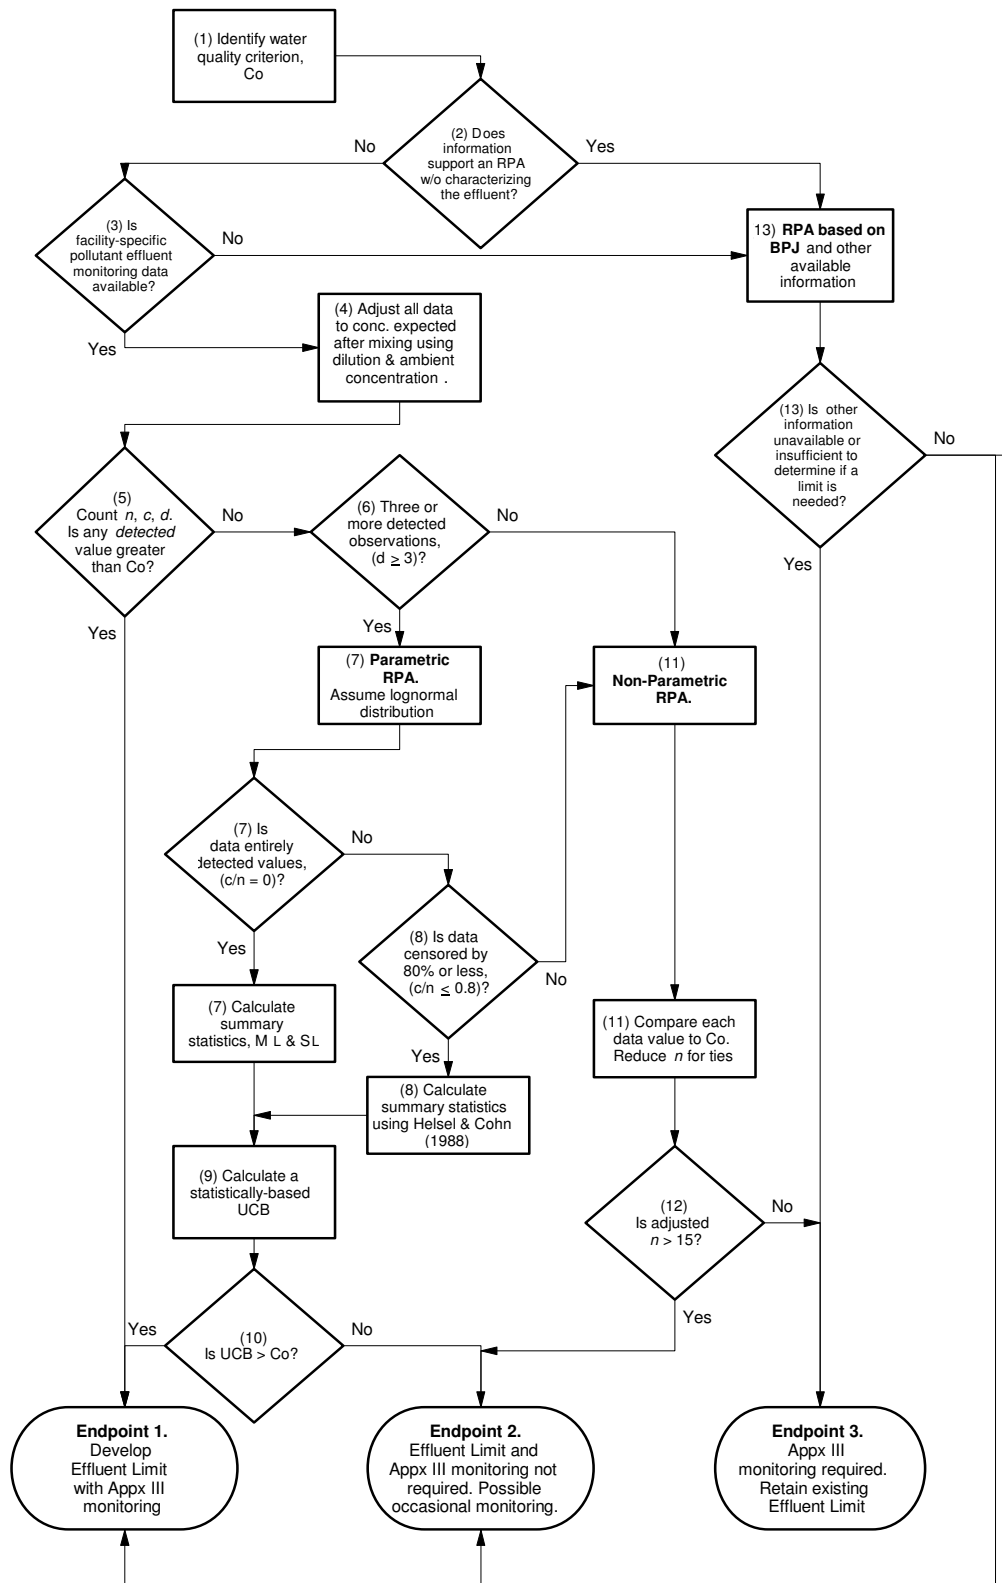 (1) Identify water
quality criterion,
Co
(2) Does
information
support an RPA
w/o characterizing
the effluent?
No
Yes
(3) Is
facility-specific
pollutant effluent
monitoring data
available?
No
Yes
13) RPA based on
BPJ and other
available
information
(4) Adjust all data
to conc. expected
after mixing using
dilution & ambient
concentration .
(13) Is other
information
unavailable or
insufficient to
determine if a
limit is
needed?
No
Yes
(5)
Count n, c, d.
Is any detected
value greater
than Co?
No
Yes
(6) Three or
more detected
observations,
(d ≥ 3)?
No
Yes
(7) Parametric
RPA.
Assume lognormal
distribution
(11)
Non-Parametric
RPA.
(7) Is
data entirely
detected values,
(c/n = 0)?
No
Yes
(8) Is data
censored by
80% or less,
(c/n ≤ 0.8)?
No
Yes
(7) Calculate
summary
statistics, M L & SL
(11) Compare each
data value to Co.
Reduce n for ties
(8) Calculate
summary statistics
using Helsel & Cohn
(1988)
(9) Calculate a
statistically-based
UCB
(12)
Is adjusted
n > 15?
No
Yes
(10)
Is UCB > Co?
Yes
No
Endpoint 1.
Develop
Effluent Limit
with Appx III
monitoring
Endpoint 2.
Effluent Limit and
Appx III monitoring not
required. Possible
occasional monitoring.
Endpoint 3.
Appx III
monitoring required.
Retain existing
Effluent Limit